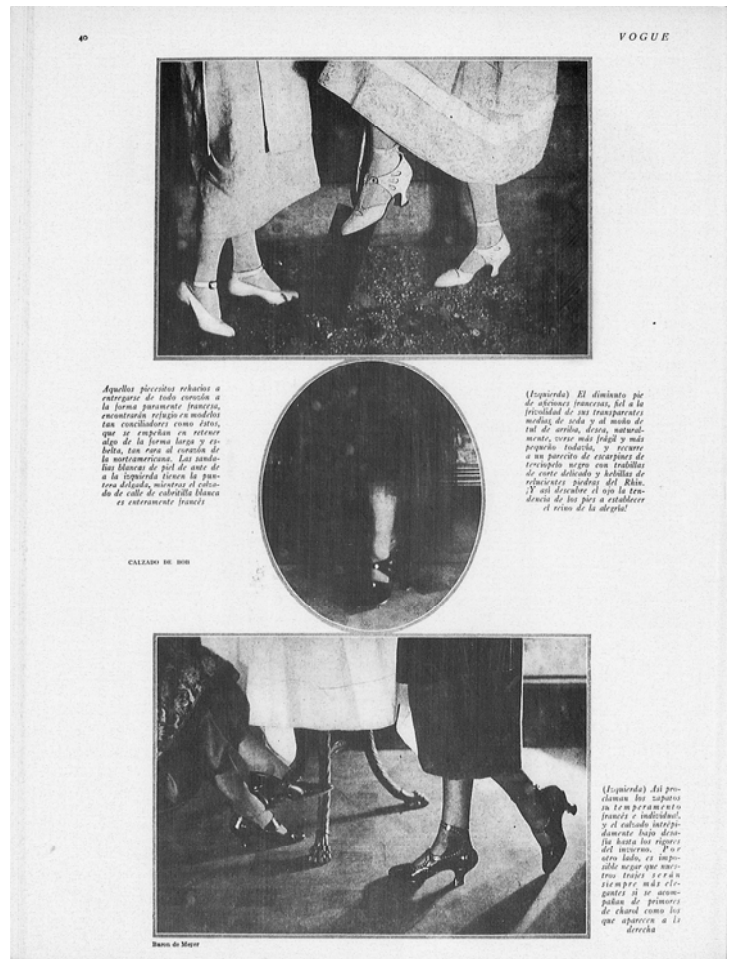 40
VOGUE
Aquellos piececitos rehacios a
entregarse de todo corazón a
la forma puramente francesa,
encontrarán refugio en modelos
tan conciliadores como éstos,
que se empeñan en retener
algo de la forma larga y es-
belta, tan rara al corazón de
la norteamericana. Las sanda-
lias blancas de piel de ante de
a la izquierda tienen la pun-
tera delgada, mientras el calza-
do de calle de cabritilla blanca
es enteramente francés
CALZADO DE BOB
(Izquierda) El diminuto pie
de aficiones francesas, fiel a la
frivolidad de sus transparentes
medias de seda y al moño de
tul de arriba, desea, natural-
mente, verse más frágil y más
pequeño todavía, y recurre
a un parecito de escarpines de
terciopelo negro con trabillas
de corte delicado y hebillas de
relucientes piedras del Rhin.
¡Y así descubre el ojo la ten-
dencia de los pies a establecer
el reino de la alegría!
(Izquierda) Así pro-
claman los zapatos
su temperamento
francés e individual,
y el calzado intrépi-
damente bajo desa-
fía hasta los rigores
del invierno. Por
otro lado, es impo-
sible negar que nues-
tros trajes serán
siempre más ele-
gantes si se acom-
pañan de primores
de charol como los
que aparecen a la
derecha
Baron de Meyer